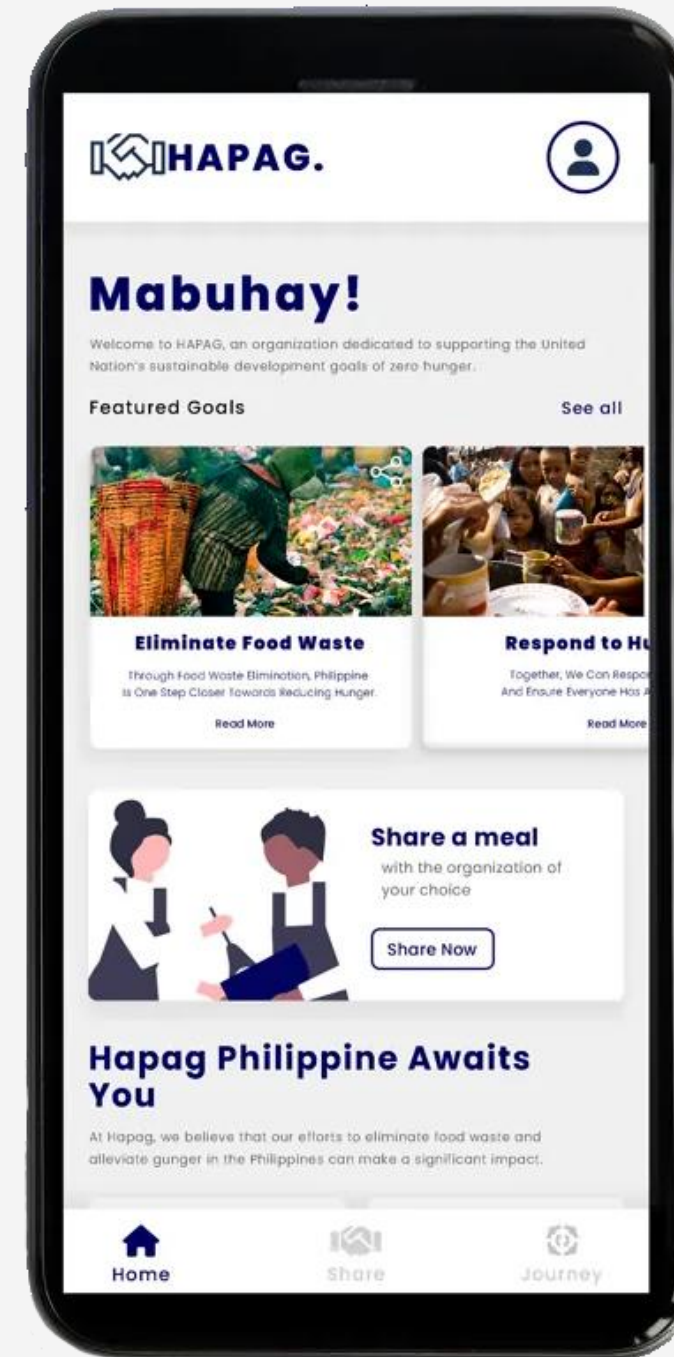 HAPAG.
Mabuhay!
Welcome to HAPAG, an organization dedicated to supporting the United
Nation's sustainable development goals of zero hunger.
Featured Goals
See all
Eliminate Food Waste
Through Food Waste Elimination, Philippine
Is One Step Closer Towards Reducing Hunger.
Read More
Respond to Hu
Together, We Can Respo
And Ensure Everyone Has A
Read More
Share a meal
with the organization of
your choice
Share Now
Hapag Philippine Awaits
You
At Hapag, we believe that our efforts to eliminate food waste and
alleviate gunger in the Philippines can make a significant impact.
Home
Share
Journey